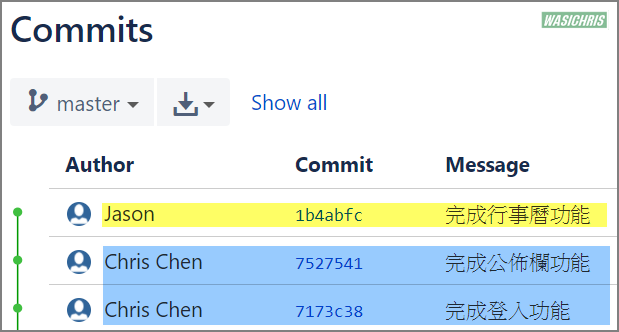 Commits
WASICHRIS
master Show all
Author Commit Message
Jason 1b4abfc 完成行事曆功能
Chris Chen 7527541 完成公佈欄功能
Chris Chen 7173c38 完成登入功能